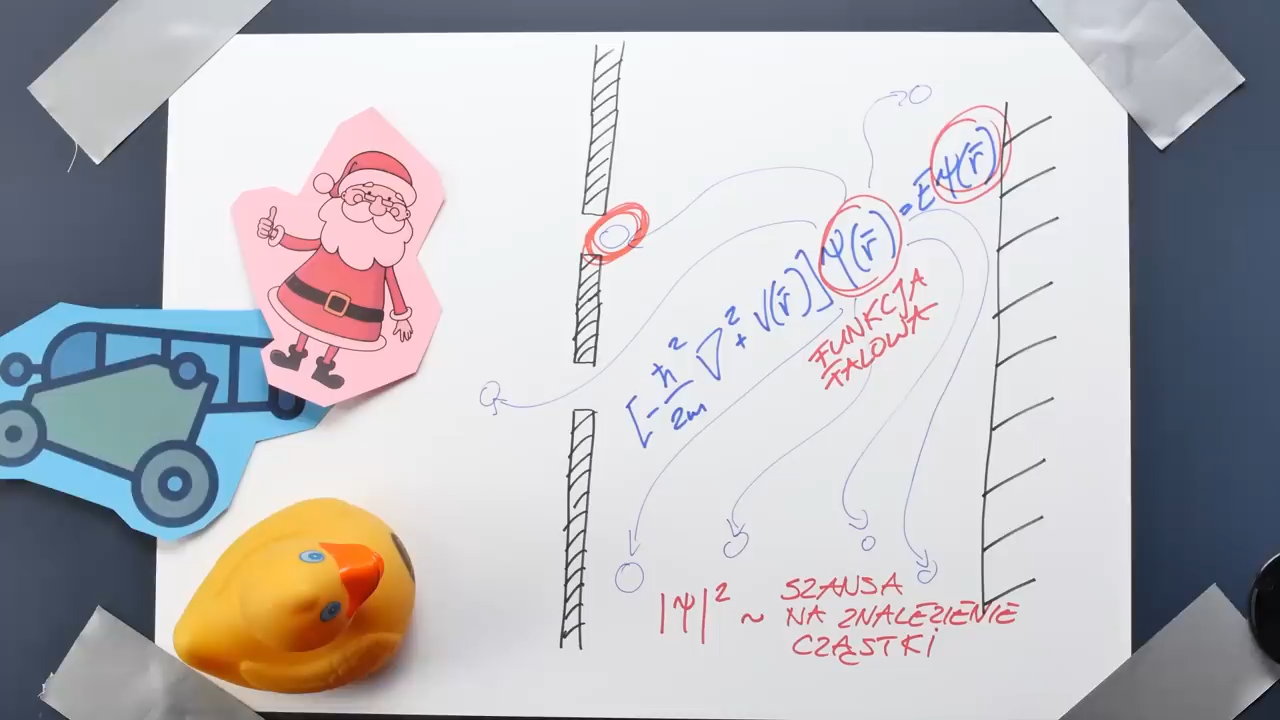 [-ħ²/2m ∇² + V(r̄)] Ψ(r̄) = E Ψ(r̄)
FUNKCJA
FALOWA
|Ψ|² ~ SZANSA
NA ZNALEZIENIE
CZĄSTKI